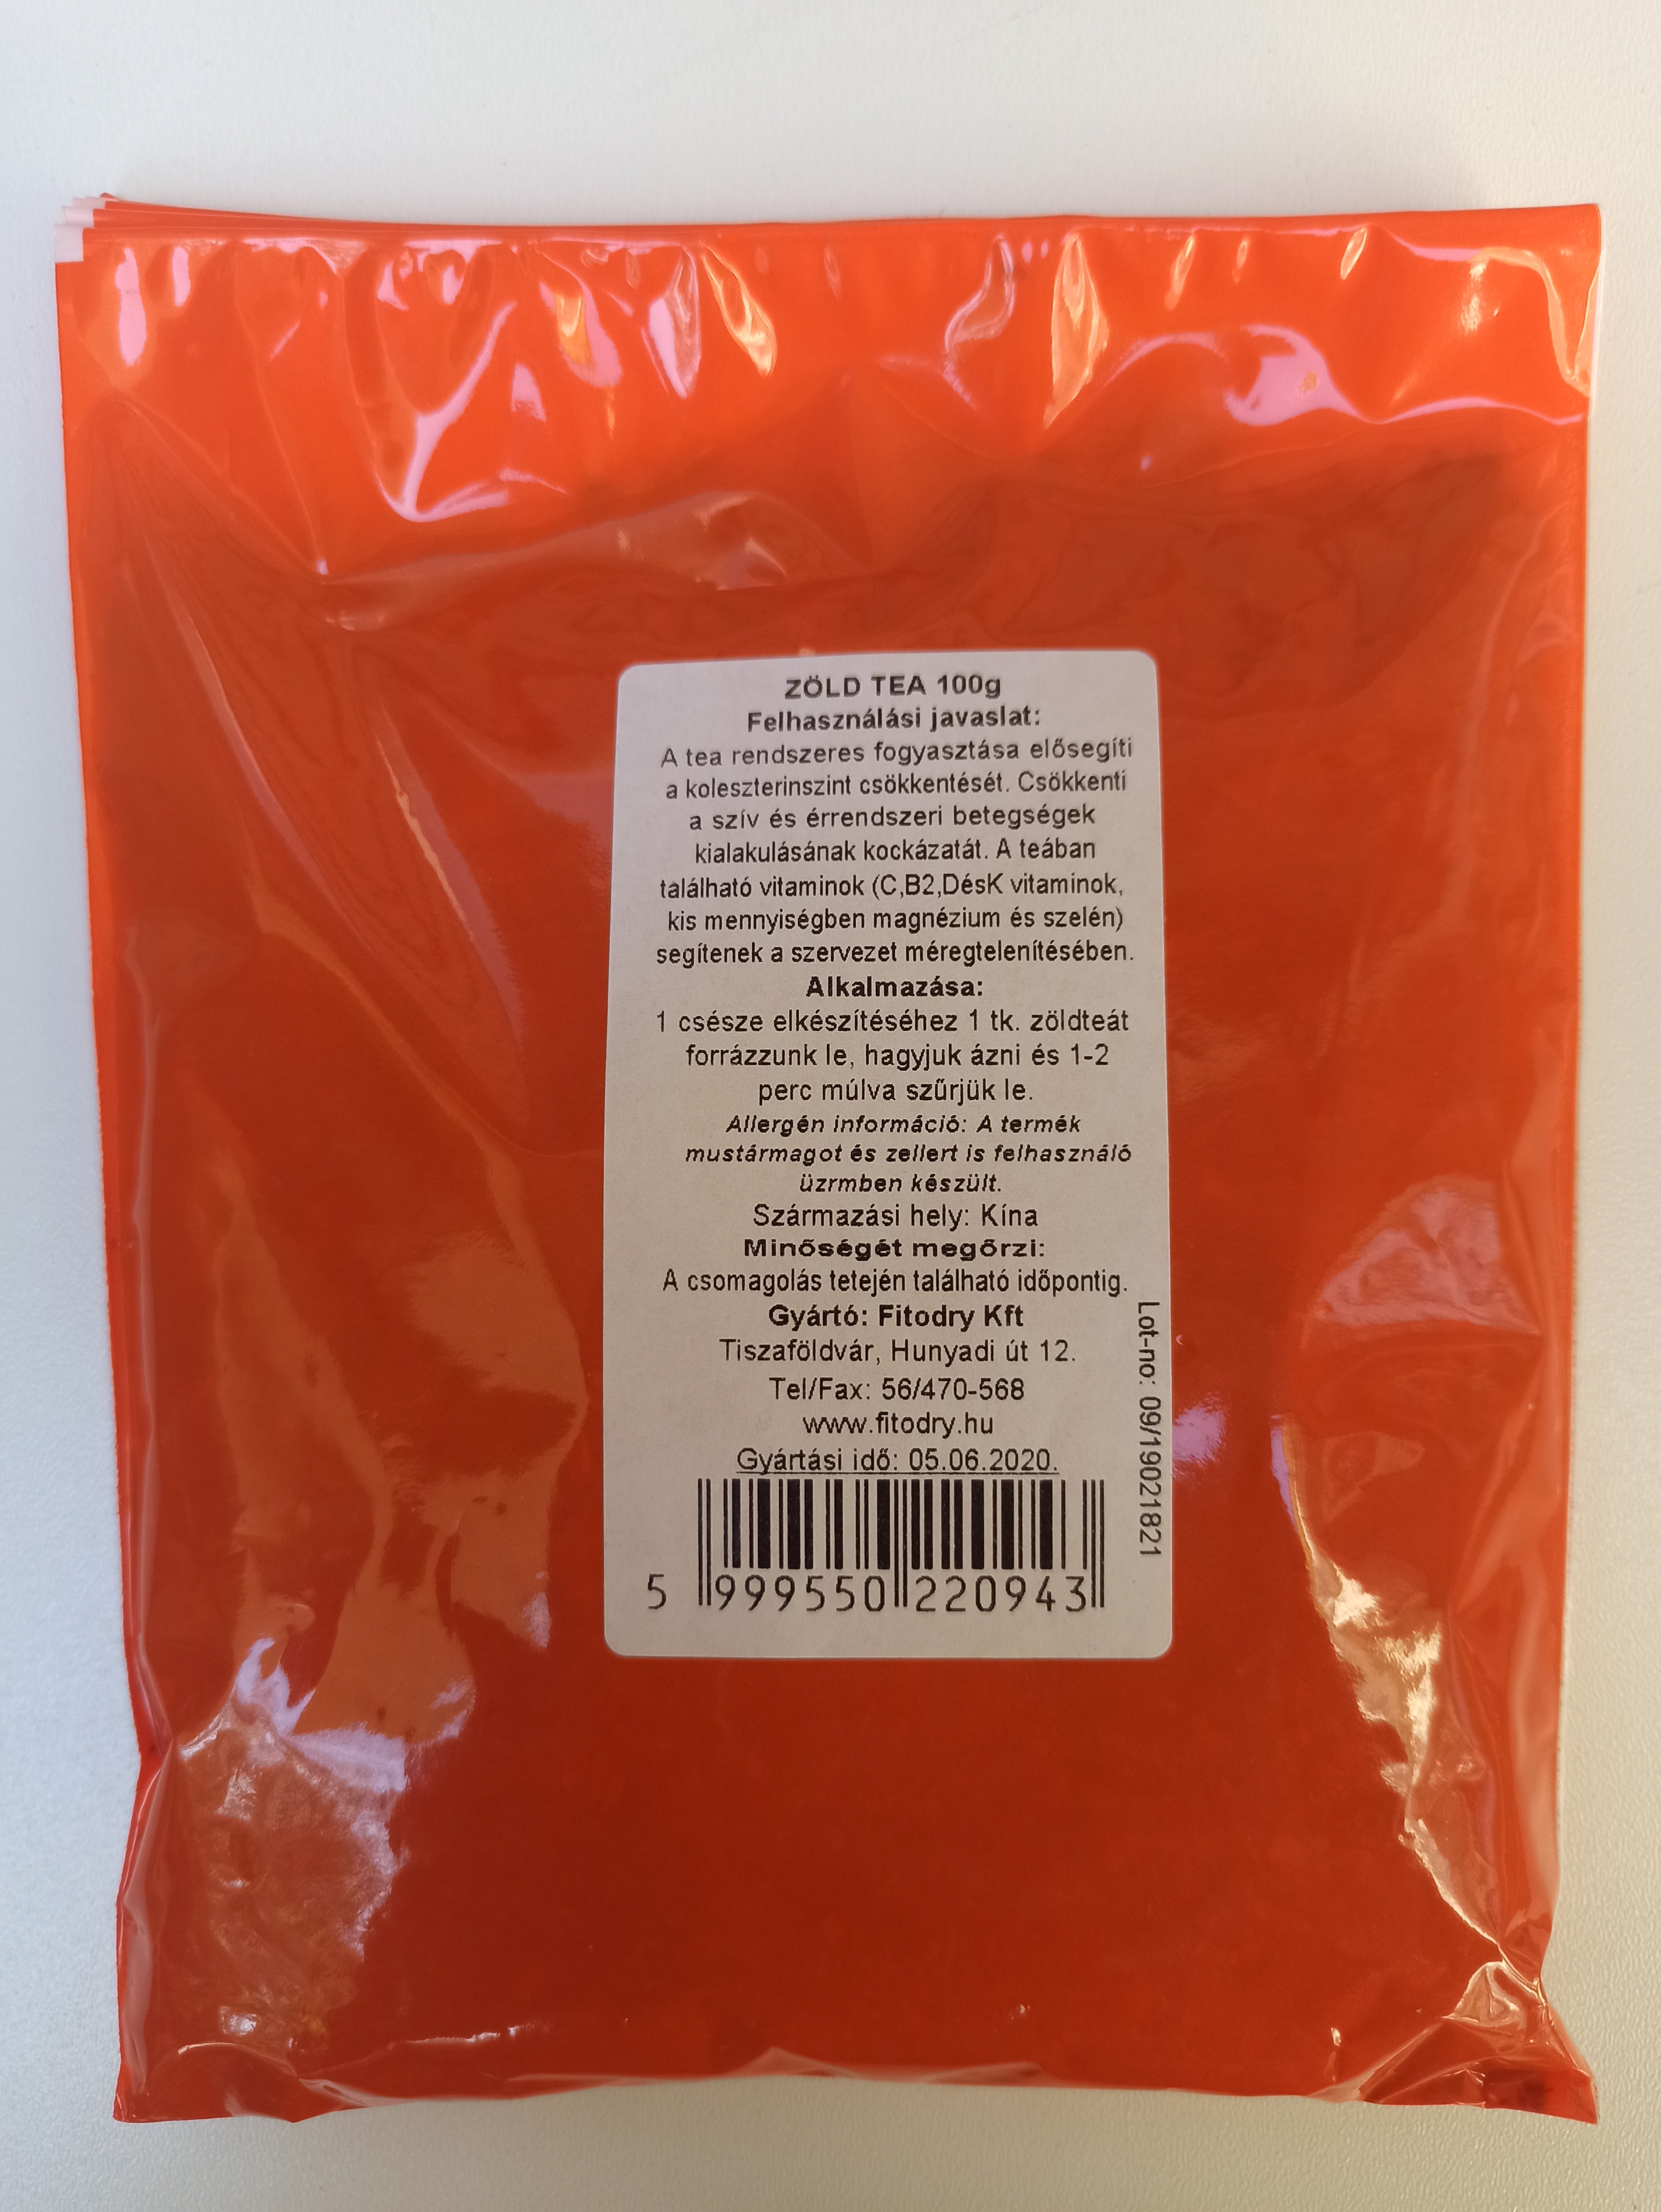 ZÖLD TEA 100g
Felhasználási javaslat:
A tea rendszeres fogyasztása elősegíti
a koleszterinszint csökkentését. Csökkenti
a szív és érrendszeri betegségek
kialakulásának kockázatát. A teában
található vitaminok (C,B2,DésK vitaminok,
kis mennyiségben magnézium és szelén)
segítenek a szervezet méregtelenítésében.
Alkalmazása:
1 csésze elkészítéséhez 1 tk. zöldteát
forrázzunk le, hagyjuk ázni és 1-2
perc múlva szűrjük le.
Allergén információ: A termék
mustármagot és zellert is felhasználó
üzrmben készült.
Származási hely: Kína
Minőségét megőrzi:
A csomagolás tetején található időpontig.
Gyártó: Fitodry Kft
Tiszaföldvár, Hunyadi út 12.
Tel/Fax: 56/470-568
www.fitodry.hu
Gyártási idő: 05.06.2020.
5 999550 220943
Lot-no: 09/19021821